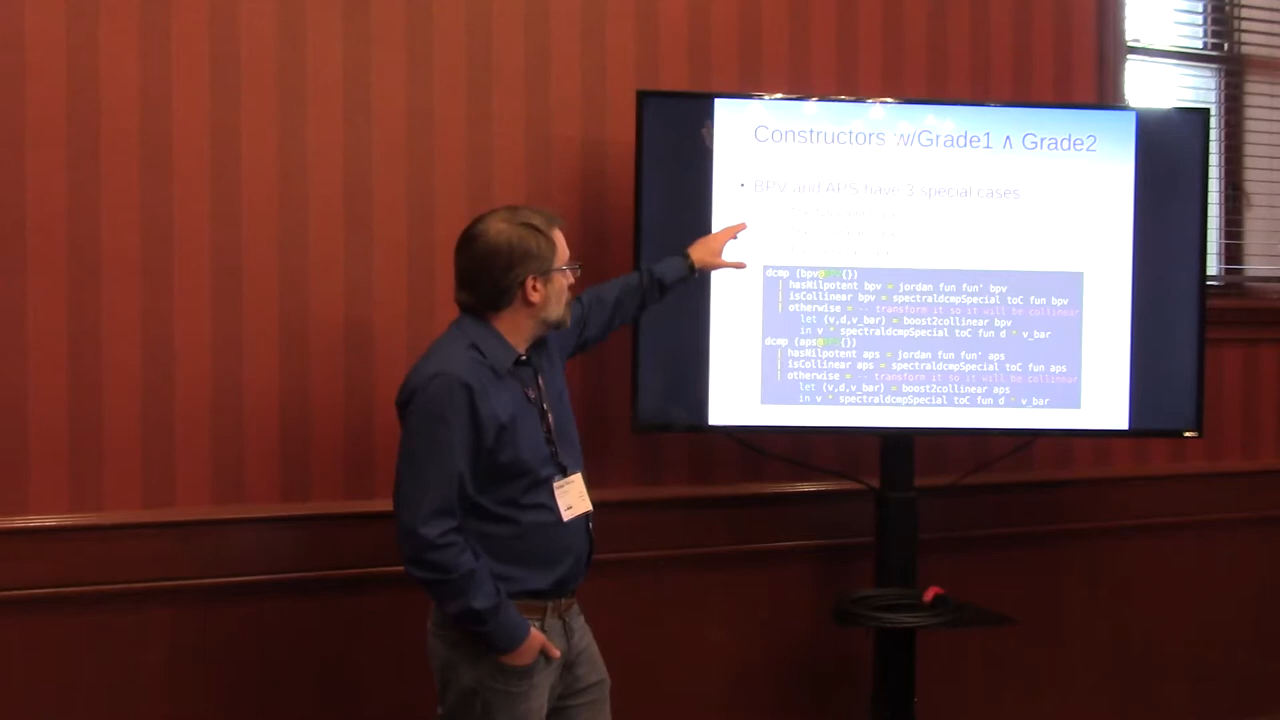 Constructors w/Grade1 ∧ Grade2
• BPV and APS have 3 special cases
dcmp (bpv@BPV{})
| hasNilpotent bpv = jordan fun fun' bpv
| isCollinear bpv = spectraldcmpSpecial toC fun bpv
| otherwise = -- transform it so it will be collinear
let (v,d,v_bar) = boost2collinear bpv
in v * spectraldcmpSpecial toC fun d * v_bar
dcmp (aps@APS{})
| hasNilpotent aps = jordan fun fun' aps
| isCollinear aps = spectraldcmpSpecial toC fun aps
| otherwise = -- transform it so it will be collinear
let (v,d,v_bar) = boost2collinear aps
in v * spectraldcmpSpecial toC fun d * v_bar